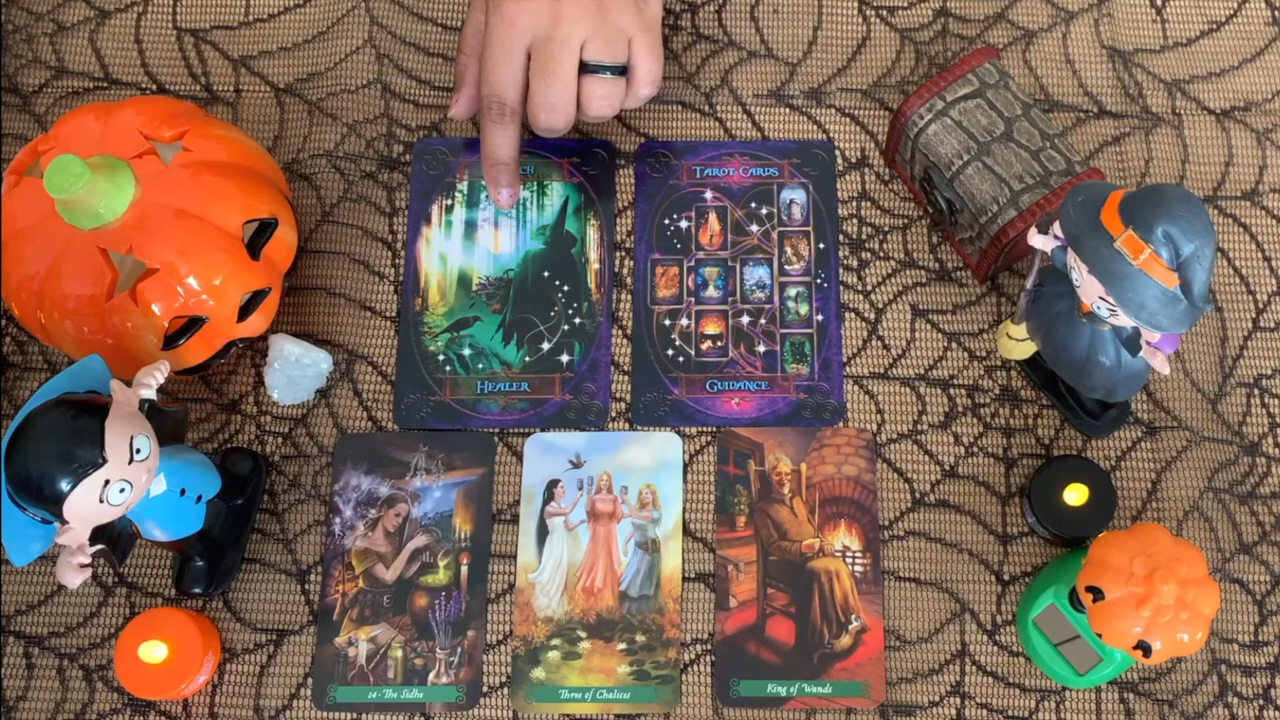 TAROT CARDS
HEALER
GUIDANCE
14 - The Sidhe
Three of Chalices
King of Wands